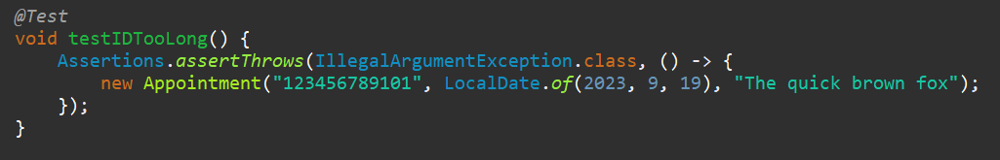 @Test
void testIDTooLong() {
    Assertions.assertThrows(IllegalArgumentException.class, () -> {
        new Appointment("123456789101", LocalDate.of(2023, 9, 19), "The quick brown fox");
    });
}